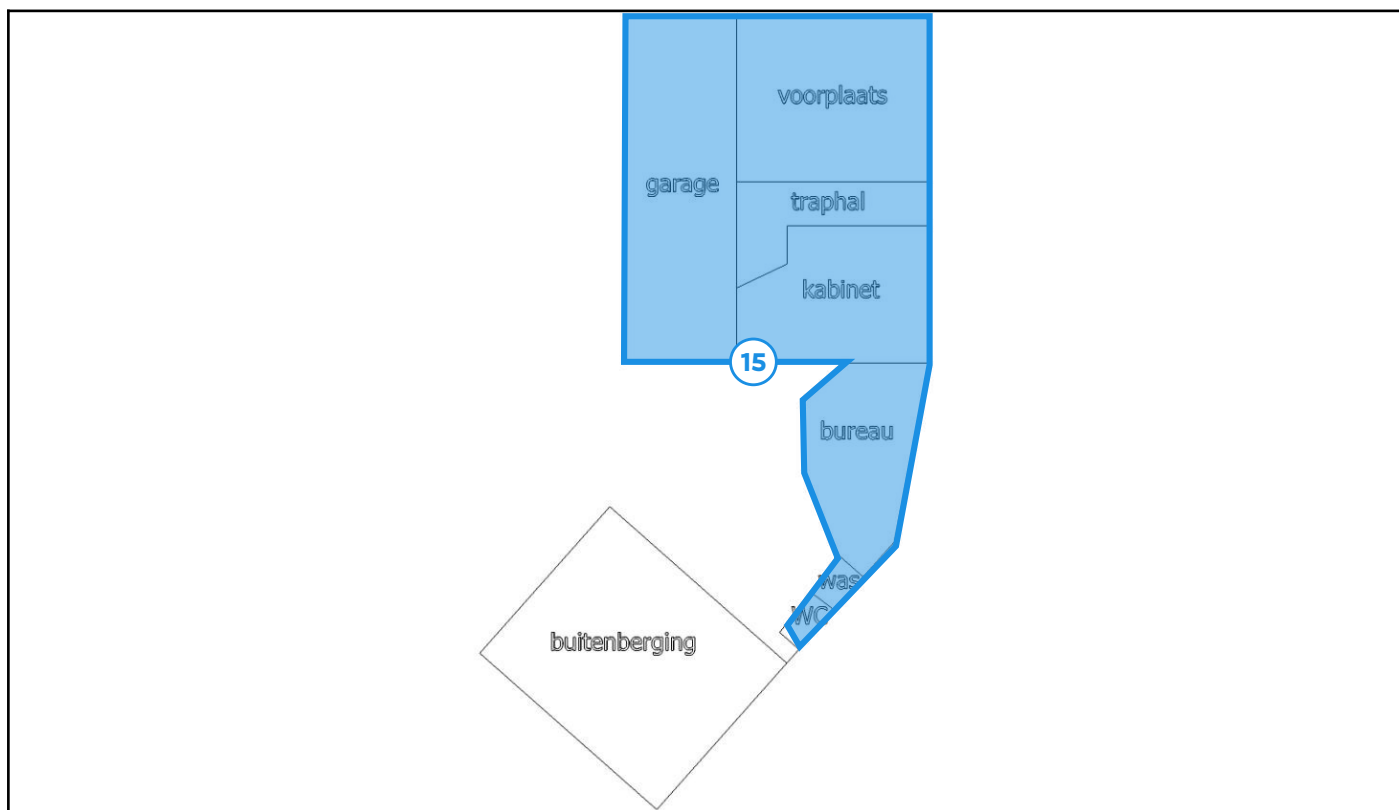 voorplaats
garage
traphal
kabinet
15
bureau
was
WC
buitenberging